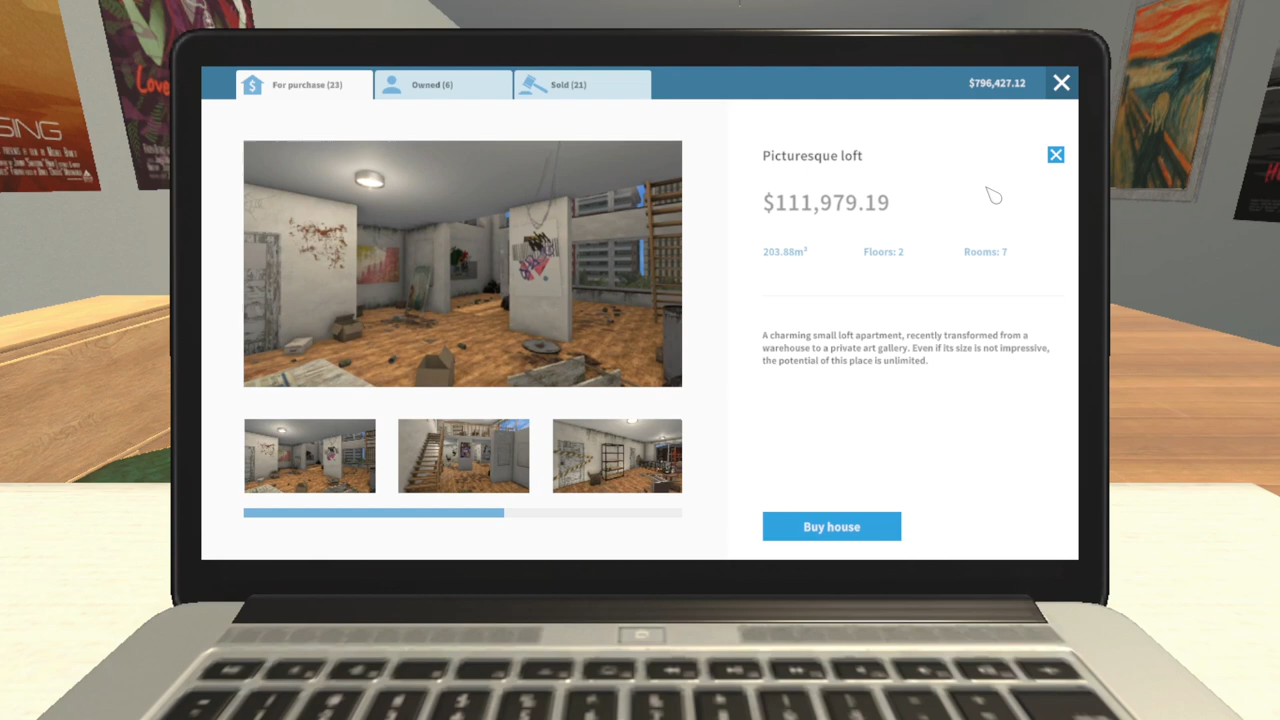 SING
Love
For purchase (23)
Owned (6)
Sold (21)
$796,427.12
Picturesque loft
$111,979.19
203.88m²
Floors: 2
Rooms: 7
A charming small loft apartment, recently transformed from a
warehouse to a private art gallery. Even if its size is not impressive,
the potential of this place is unlimited.
Buy house